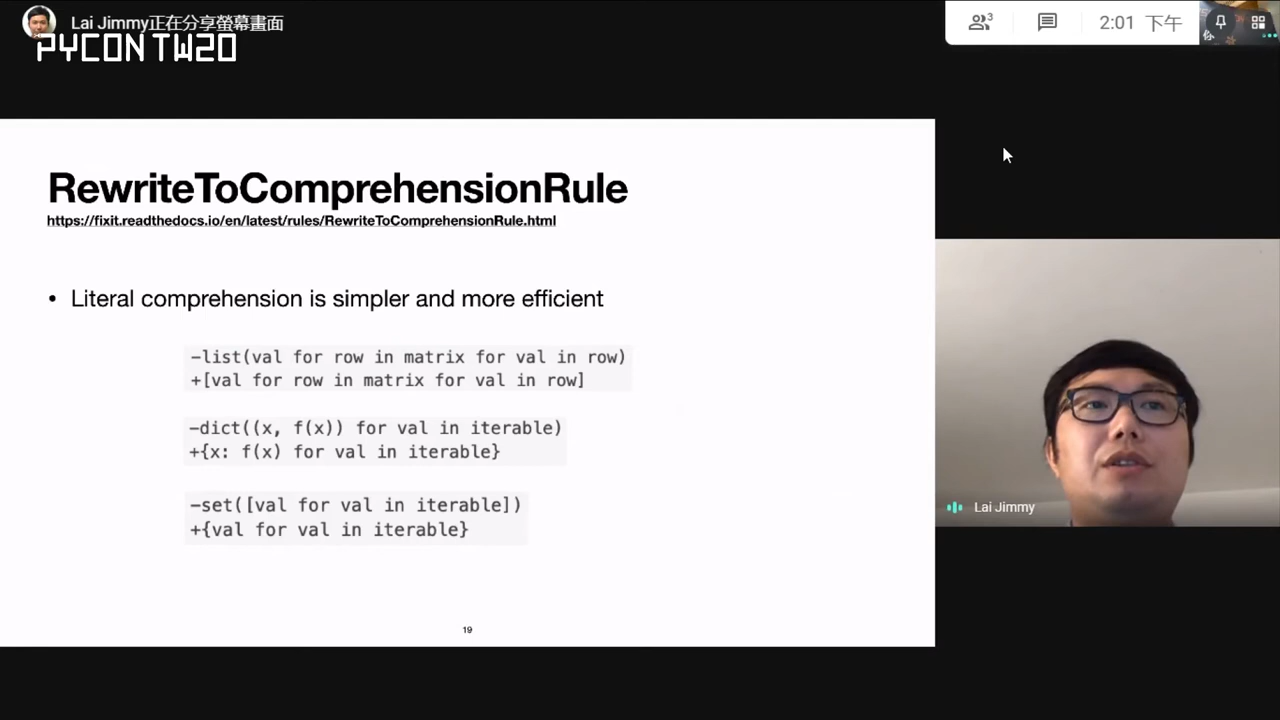 Lai Jimmy正在分享螢幕畫面
PYCON TW20
3
2:01 下午
你
RewriteToComprehensionRule
https://fixit.readthedocs.io/en/latest/rules/RewriteToComprehensionRule.html
• Literal comprehension is simpler and more efficient
-list(val for row in matrix for val in row)
+[val for row in matrix for val in row]
-dict((x, f(x)) for val in iterable)
+{x: f(x) for val in iterable}
-set([val for val in iterable])
+{val for val in iterable}
19
Lai Jimmy